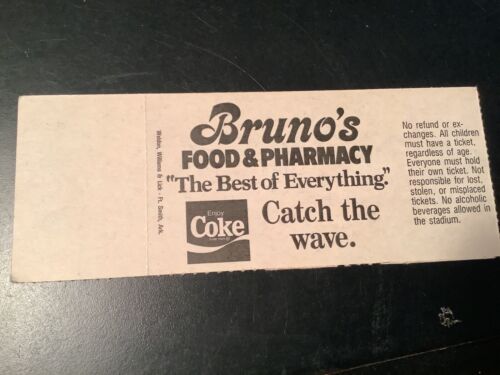 Weldon, Williams & Lick - Ft. Smith, Ark.
Bruno's
FOOD & PHARMACY
"The Best of Everything."
Enjoy
Coke
Catch the
wave.
No refund or ex-
changes. All children
must have a ticket,
regardless of age.
Everyone must hold
their own ticket. Not
responsible for lost,
stolen, or misplaced
tickets. No alcoholic
beverages allowed in
the stadium.